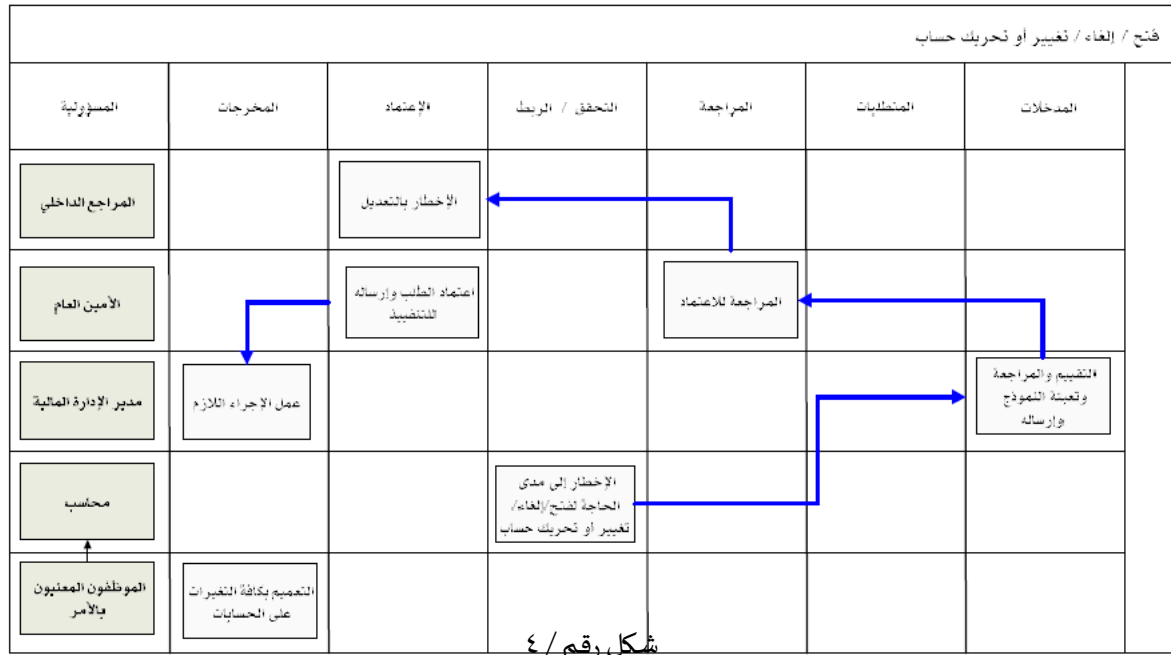 فتح / إلغاء / تغيير أو تحريك حساب
المدخلات
المتطلبات
المراجعة
التحقق / الربط
الإعتماد
المخرجات
المسؤولية
الإخطار بالتعديل
المراجع الداخلي
المراجعة للاعتماد
اعتماد الطلب وإرساله
للتنفييذ
الأمين العام
التقييم والمراجعة
وتعبئة النموذج
وإرساله
عمل الإجراء اللازم
مدير الإدارة المالية
الإخطار إلى مدى
الحاجة لفتح/إلغاء/
تغيير أو تحريك حساب
محاسب
التعميم بكافة التغيرات
على الحسابات
الموظفون المعنيون
بالأمر
شكل رقم / ٤